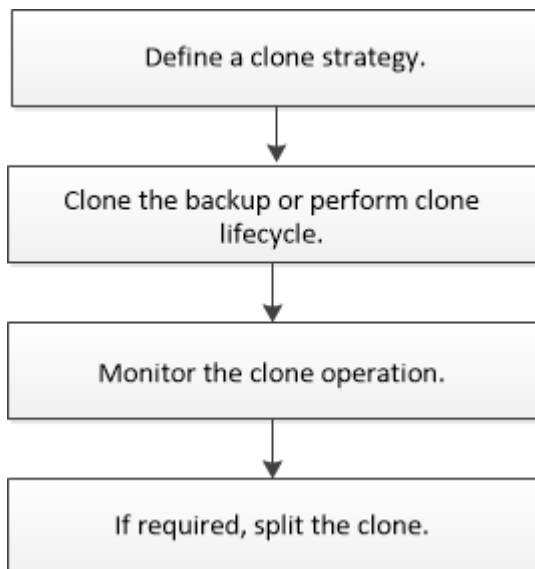 Define a clone strategy.
Clone the backup or perform clone
lifecycle.
Monitor the clone operation.
If required, split the clone.